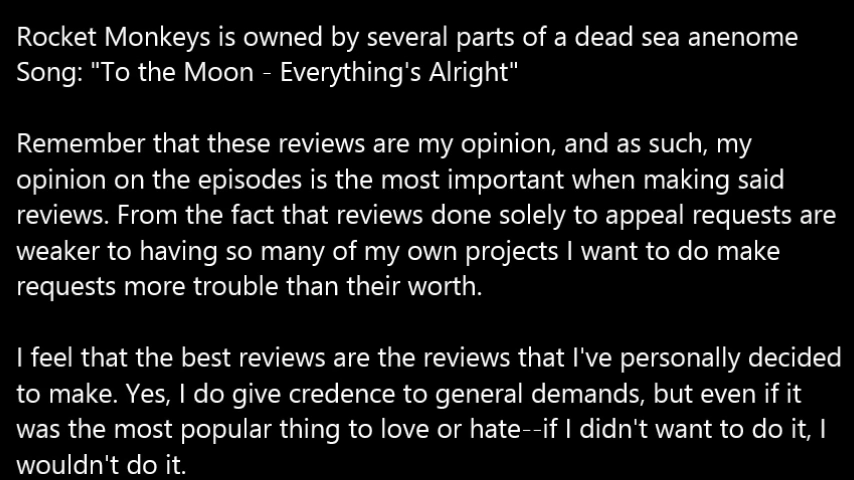 Rocket Monkeys is owned by several parts of a dead sea anenome
Song: "To the Moon - Everything's Alright"
Remember that these reviews are my opinion, and as such, my
opinion on the episodes is the most important when making said
reviews. From the fact that reviews done solely to appeal requests are
weaker to having so many of my own projects I want to do make
requests more trouble than their worth.
I feel that the best reviews are the reviews that I've personally decided
to make. Yes, I do give credence to general demands, but even if it
was the most popular thing to love or hate--if I didn't want to do it, I
wouldn't do it.